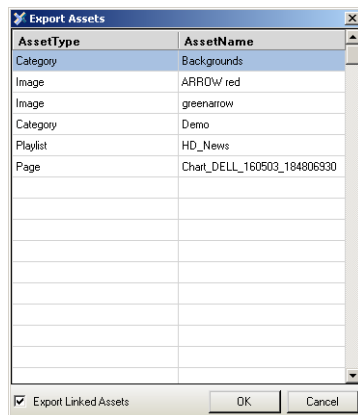 Export Assets
AssetType AssetName
Category Backgrounds
Image ARROW red
Image greenarrow
Category Demo
Playlist HD_News
Page Chart_DELL_160503_184806930
Export Linked Assets OK Cancel